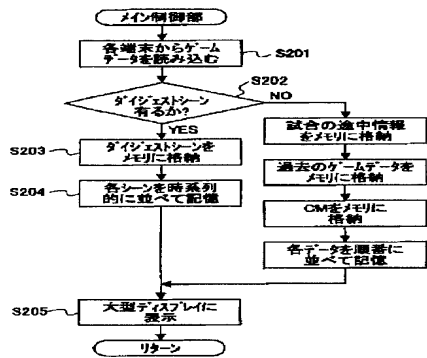 メイン制御部
各端末からゲーム
データを読み込む
S201
S202
ダイジェストシーン
有るか?
NO
YES
S203
ダイジェストシーンを
メモリに格納
S204
各シーンを時系列
的に並べて記憶
試合の途中情報
をメモリに格納
過去のゲームデータを
メモリに格納
CMをメモリに
格納
各データを順番に
並べて記憶
S205
大型ディスプレイに
表示
リターン